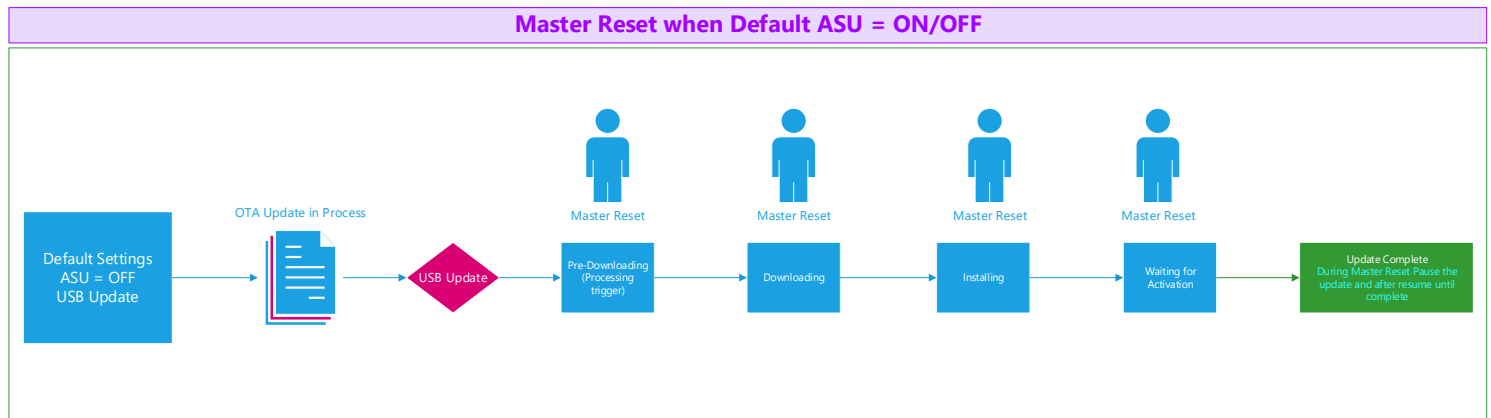 Master Reset when Default ASU = ON/OFF
Default Settings
ASU = OFF
USB Update
OTA Update in Process
USB Update
Master Reset
Pre-Downloading
(Processing
trigger)
Master Reset
Downloading
Master Reset
Installing
Master Reset
Waiting for
Activation
Update Complete
During Master Reset Pause the
update and after resume until
complete